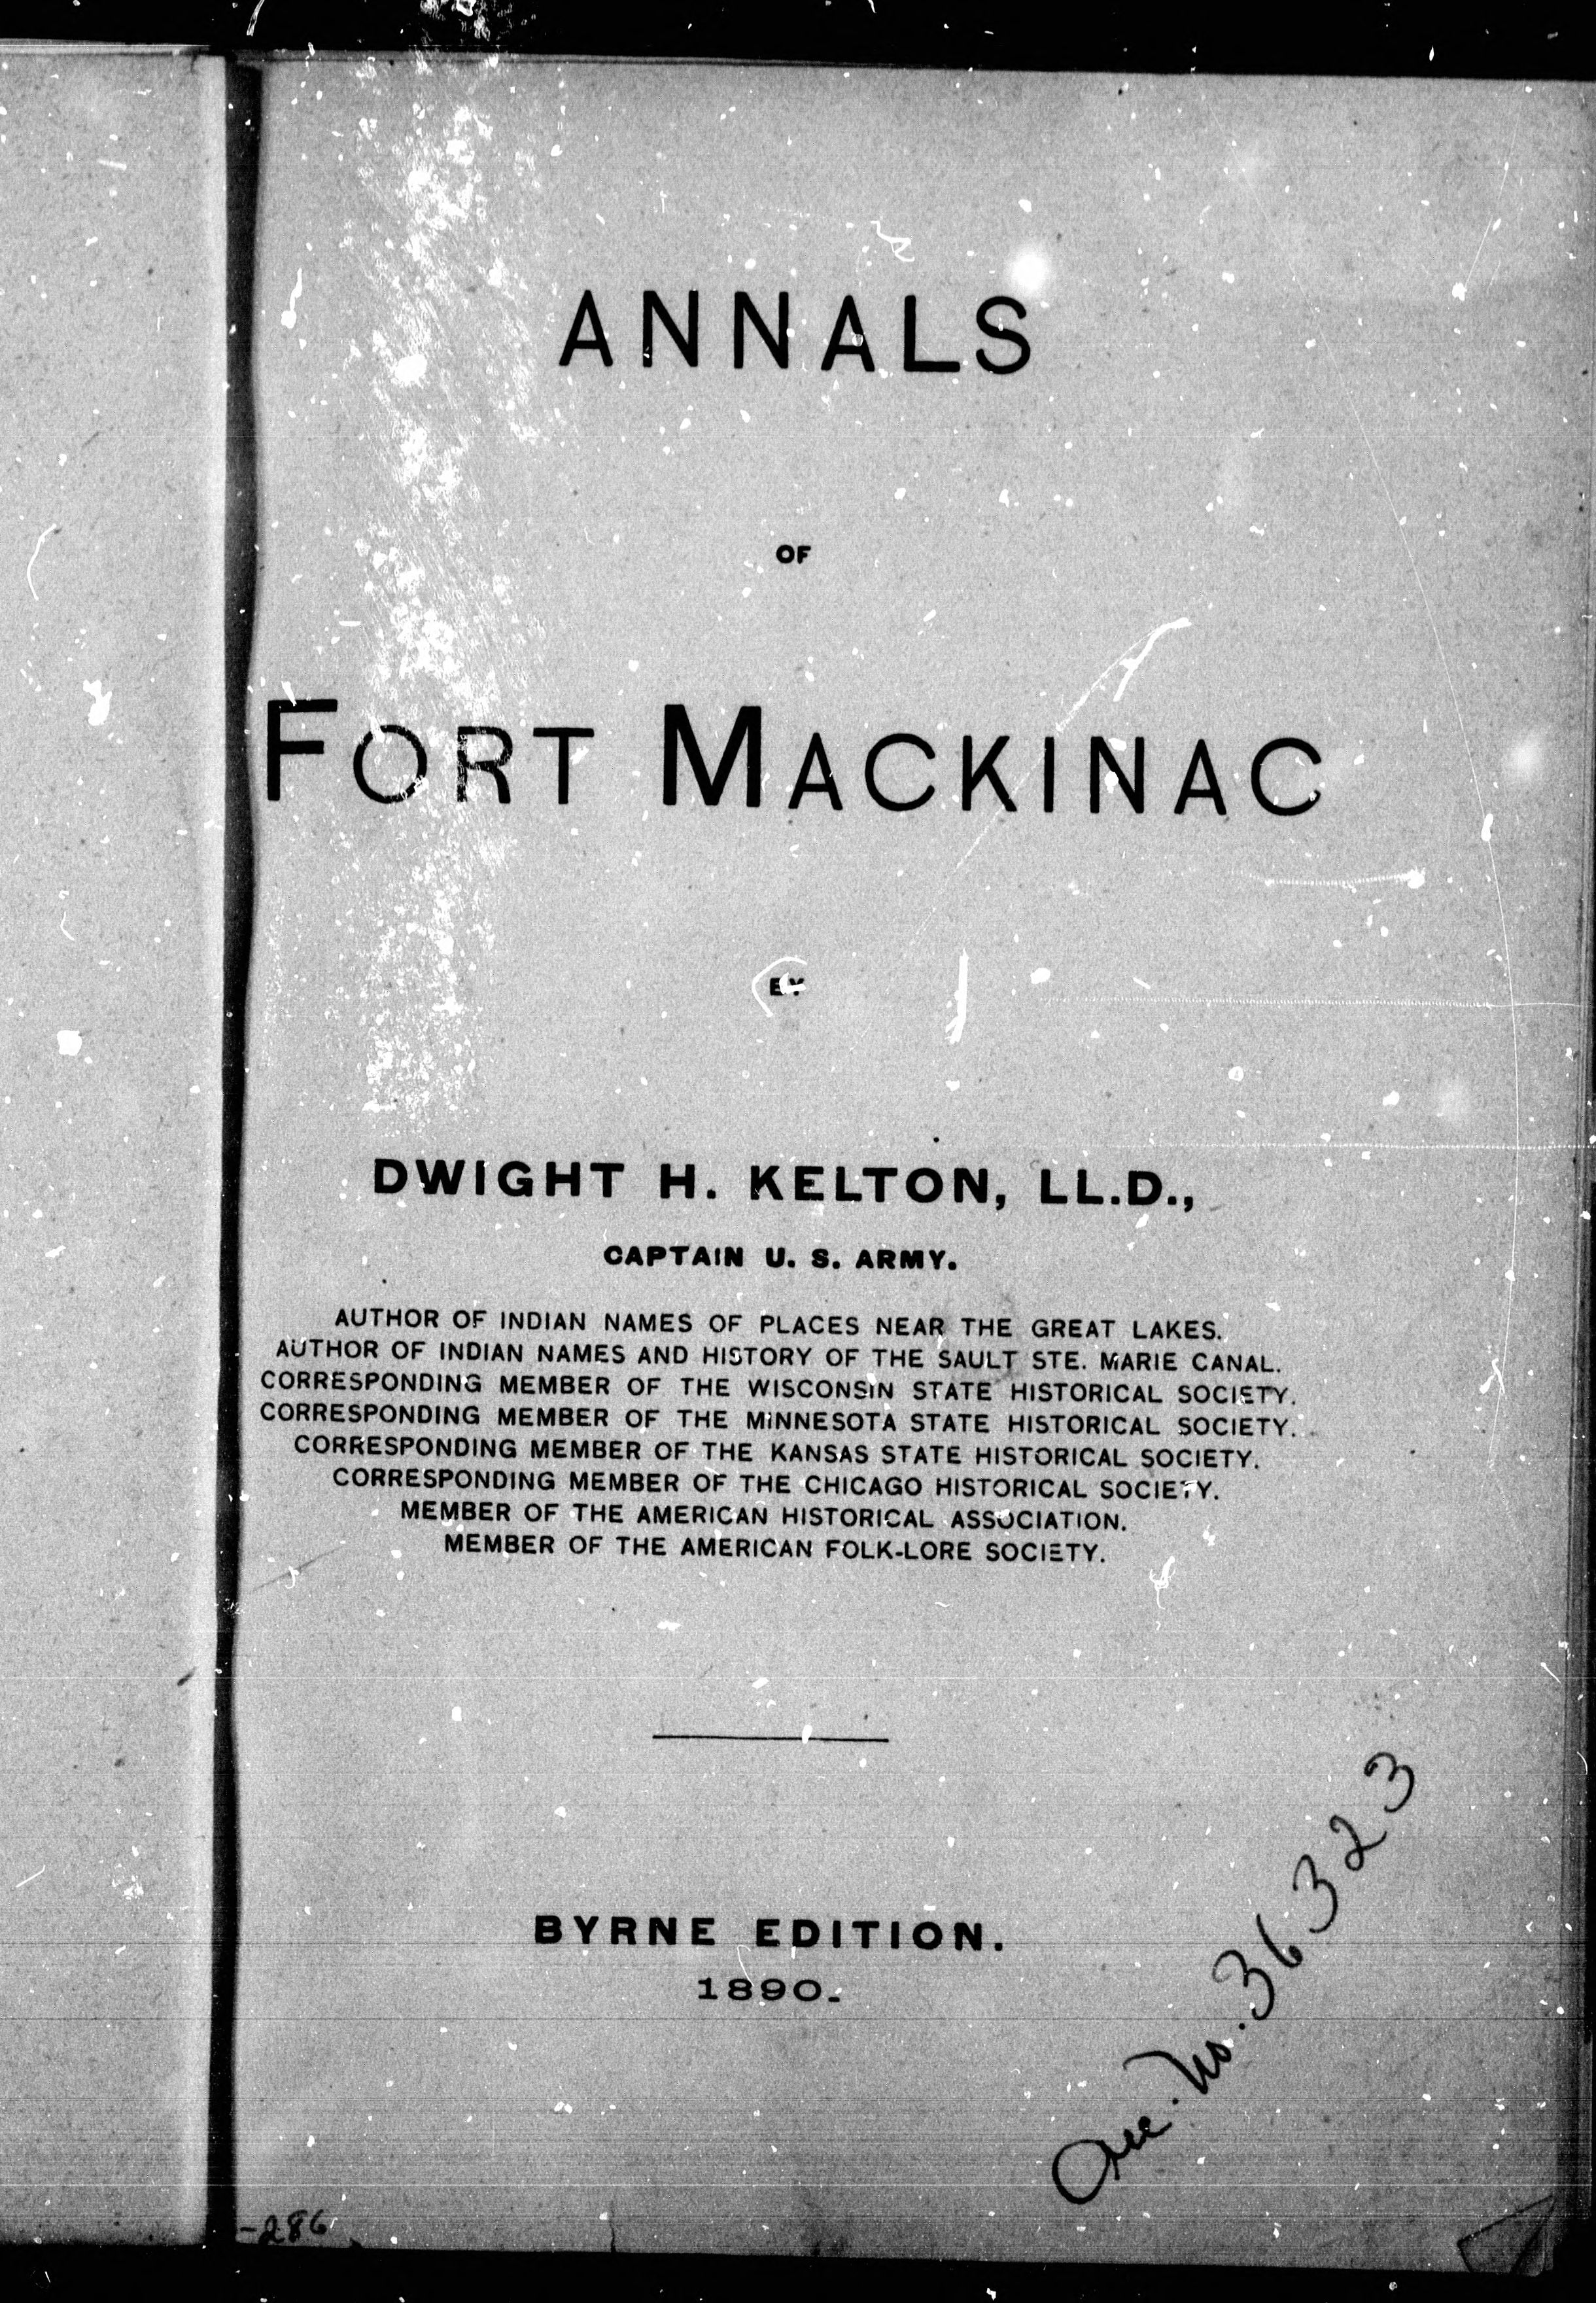 ANNALS
OF
FORT MACKINAC
BY
DWIGHT H. KELTON, LL.D.,
CAPTAIN U. S. ARMY.
AUTHOR OF INDIAN NAMES OF PLACES NEAR THE GREAT LAKES.
AUTHOR OF INDIAN NAMES AND HISTORY OF THE SAULT STE. MARIE CANAL.
CORRESPONDING MEMBER OF THE WISCONSIN STATE HISTORICAL SOCIETY.
CORRESPONDING MEMBER OF THE MINNESOTA STATE HISTORICAL SOCIETY.
CORRESPONDING MEMBER OF THE KANSAS STATE HISTORICAL SOCIETY.
CORRESPONDING MEMBER OF THE CHICAGO HISTORICAL SOCIETY.
MEMBER OF THE AMERICAN HISTORICAL ASSOCIATION.
MEMBER OF THE AMERICAN FOLK-LORE SOCIETY.
BYRNE EDITION.
1890.
Acc. No. 36323
-286